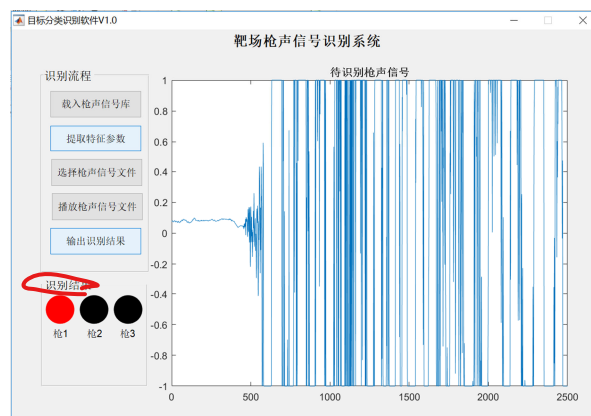 目标分类识别软件V1.0
靶场枪声信号识别系统
识别流程
载入枪声信号库
提取特征参数
选择枪声信号文件
播放枪声信号文件
输出识别结果
识别结果
枪1 枪2 枪3
待识别枪声信号
1
0.8
0.6
0.4
0.2
0
-0.2
-0.4
-0.6
-0.8
-1
0 500 1000 1500 2000 2500